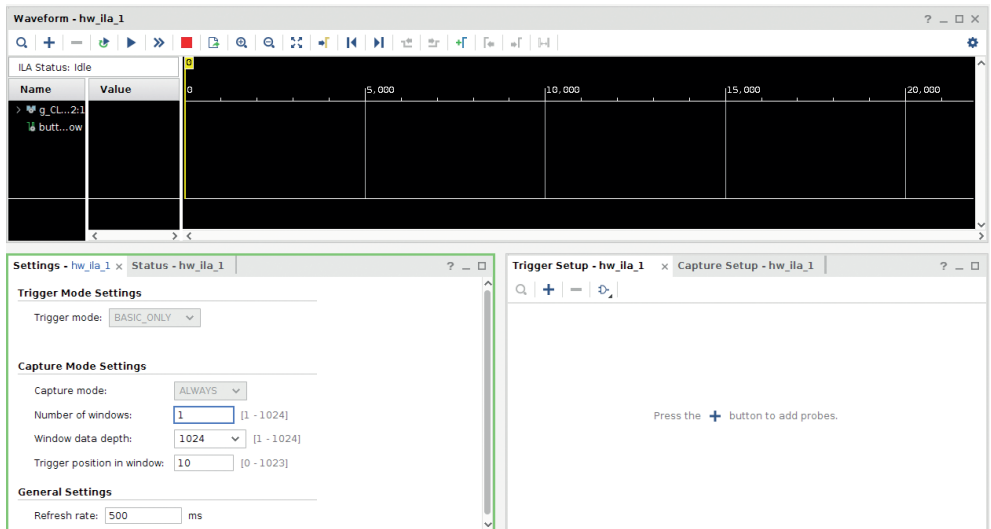 Waveform - hw_ila_1
ILA Status: Idle
Name Value
0
0 5,000 10,000 15,000 20,000
g_CL...2:1
butt...ow
Settings - hw_ila_1 x Status - hw_ila_1
Trigger Mode Settings
Trigger mode: BASIC_ONLY
Capture Mode Settings
Capture mode: ALWAYS
Number of windows: 1 [1 - 1024]
Window data depth: 1024 [1 - 1024]
Trigger position in window: 10 [0 - 1023]
General Settings
Refresh rate: 500 ms
Trigger Setup - hw_ila_1 x Capture Setup - hw_ila_1
Press the + button to add probes.